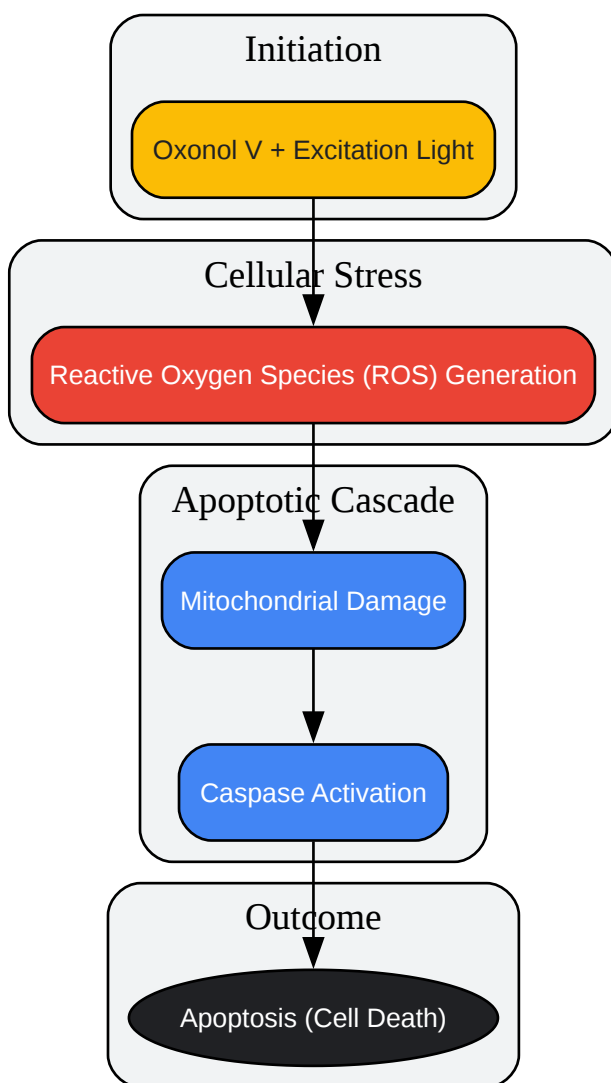 Initiation
Oxonol V + Excitation Light
Cellular Stress
Reactive Oxygen Species (ROS) Generation
Apoptotic Cascade
Mitochondrial Damage
Caspase Activation
Outcome
Apoptosis (Cell Death)